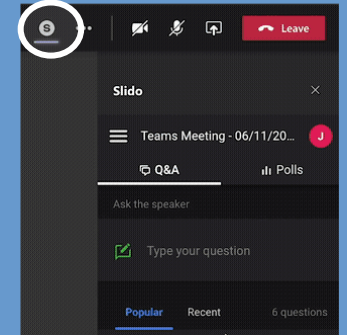 S
Leave
Slido
Teams Meeting - 06/11/20...
J
Q&A Polls
Ask the speaker
Type your question
Popular Recent 6 questions